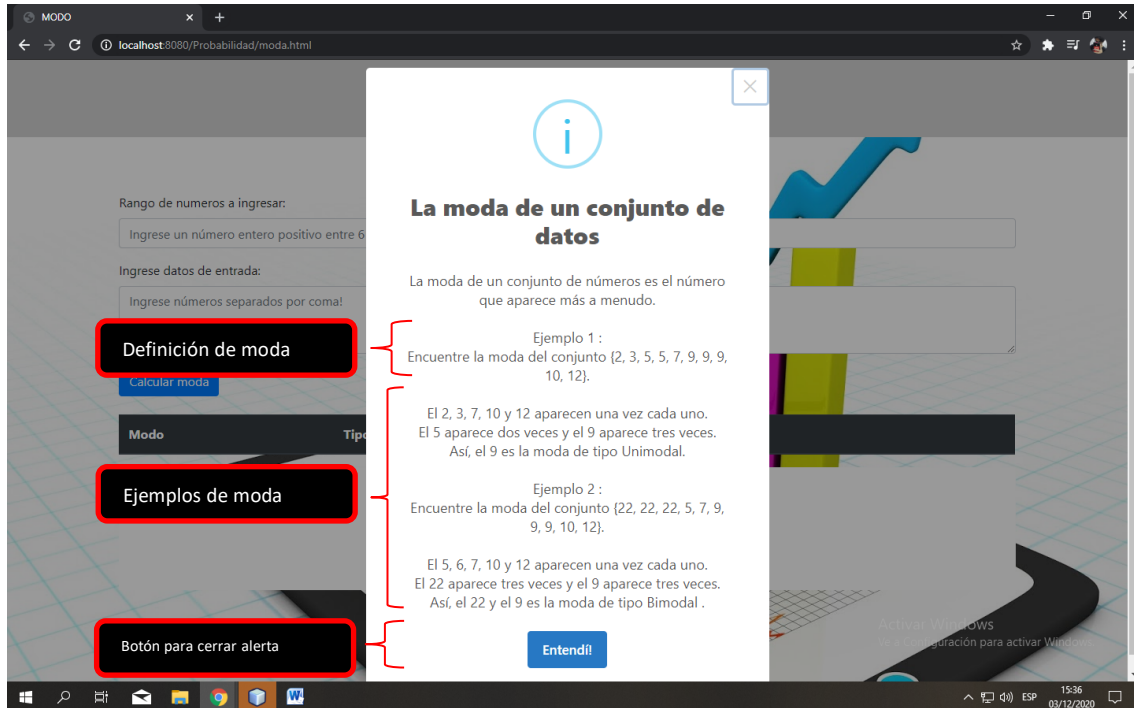 MODO
localhost:8080/Probabilidad/moda.html
La moda de un conjunto de
datos
La moda de un conjunto de números es el número
que aparece más a menudo.
Ejemplo 1 :
Encuentre la moda del conjunto {2, 3, 5, 5, 7, 9, 9, 9,
10, 12}.
El 2, 3, 7, 10 y 12 aparecen una vez cada uno.
El 5 aparece dos veces y el 9 aparece tres veces.
Así, el 9 es la moda de tipo Unimodal.
Ejemplo 2 :
Encuentre la moda del conjunto {22, 22, 22, 5, 7, 9,
9, 9, 10, 12}.
El 5, 6, 7, 10 y 12 aparecen una vez cada uno.
El 22 aparece tres veces y el 9 aparece tres veces.
Así, el 22 y el 9 es la moda de tipo Bimodal .
Entendí!
Rango de numeros a ingresar:
Ingrese un número entero positivo entre 6
Ingrese datos de entrada:
Ingrese números separados por coma!
Definición de moda
Calcular moda
Modo Tipo
Ejemplos de moda
Botón para cerrar alerta
Activar Windows
Ve a Configuración para activar Windows.
ESP
15:36
03/12/2020